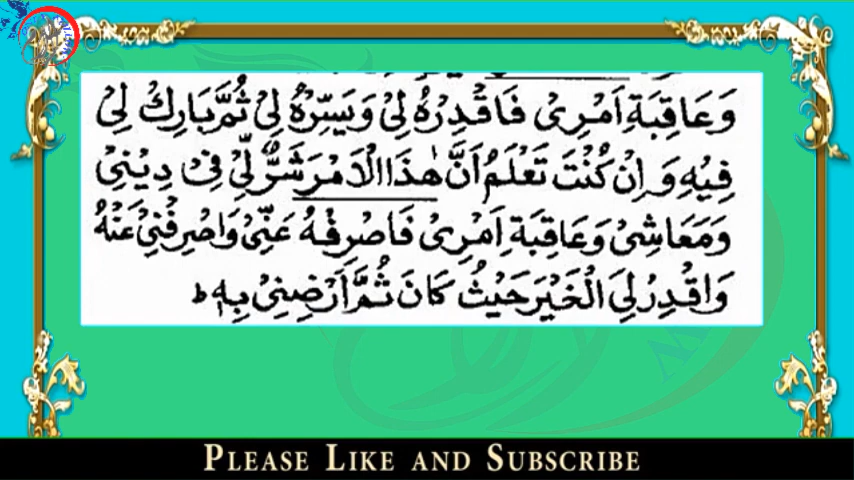 وَعَاقِبَةِ اَمْرِىْ فَاقْدِرْهُ لِىْ وَيَسِّرْهُ لِىْ ثُمَّ بَارِكْ لِىْ
فِيْهِ وَاِنْ كُنْتَ تَعْلَمُ اَنَّ هٰذَا الْاَمْرَ شَرٌّ لِّىْ فِىْ دِيْنِىْ
وَمَعَاشِىْ وَعَاقِبَةِ اَمْرِىْ فَاصْرِفْهُ عَنِّىْ وَاصْرِفْنِىْ عَنْهُ
وَاقْدِرْ لِىَ الْخَيْرَ حَيْثُ كَانَ ثُمَّ اَرْضِنِىْ بِهٖ ط
PLEASE LIKE AND SUBSCRIBE